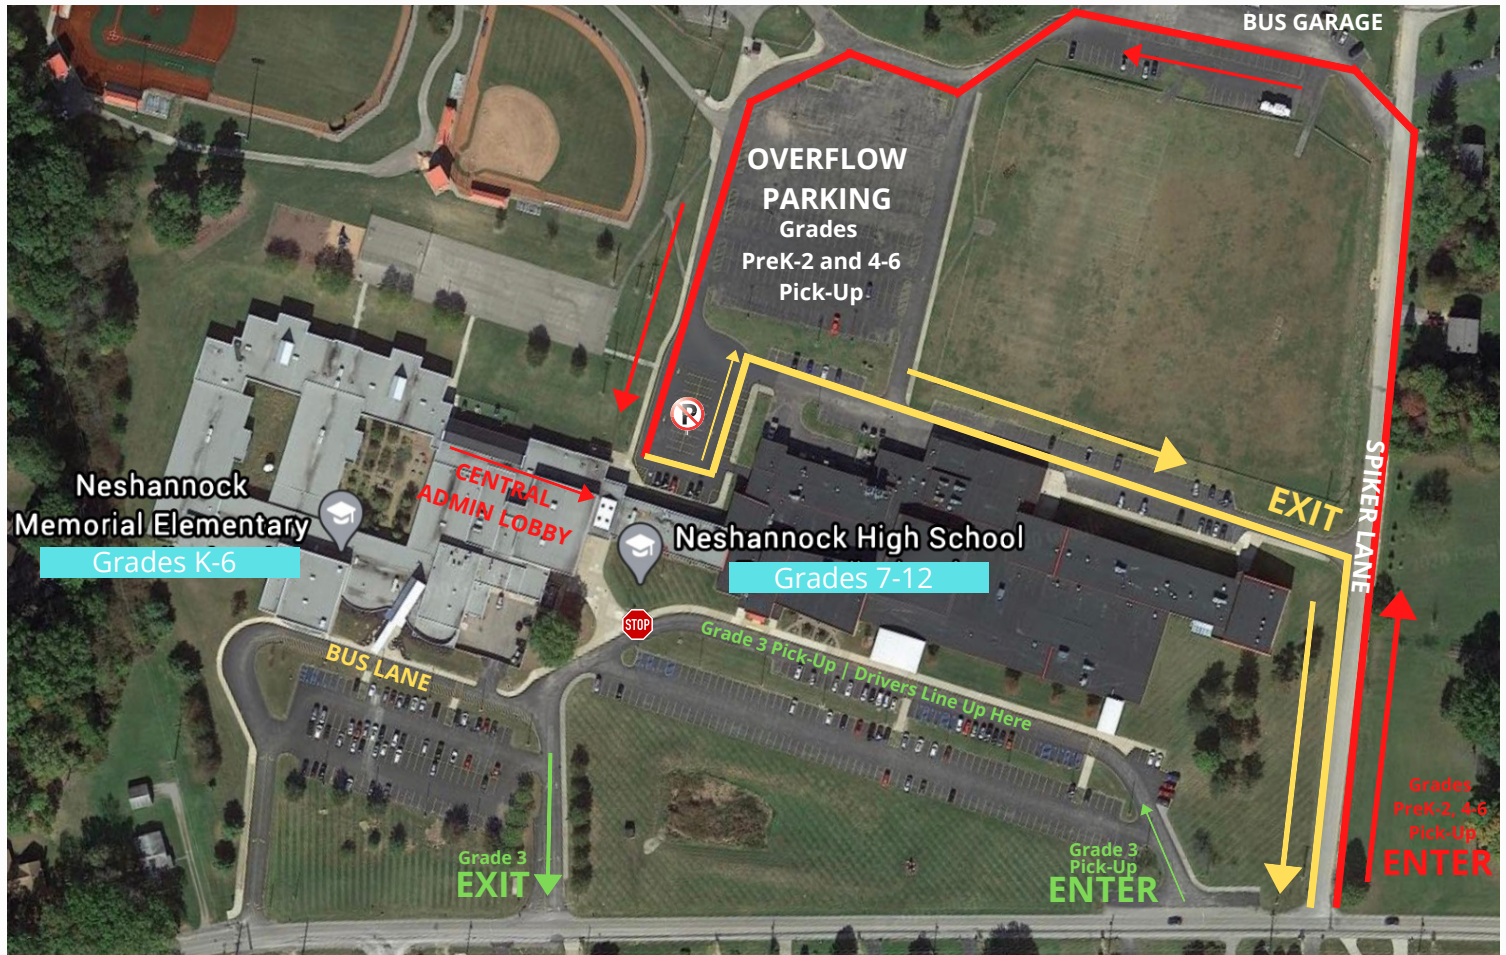 BUS GARAGE
OVERFLOW
PARKING
Grades
PreK-2 and 4-6
Pick-Up
P
EXIT
SPIKER LANE
CENTRAL
ADMIN LOBBY
Neshannock
Memorial Elementary
Grades K-6
Neshannock High School
Grades 7-12
STOP
BUS LANE
Grade 3 Pick-Up | Drivers Line Up Here
Grade 3
EXIT
Grade 3
Pick-Up
ENTER
Grades
PreK-2, 4-6
Pick-Up
ENTER